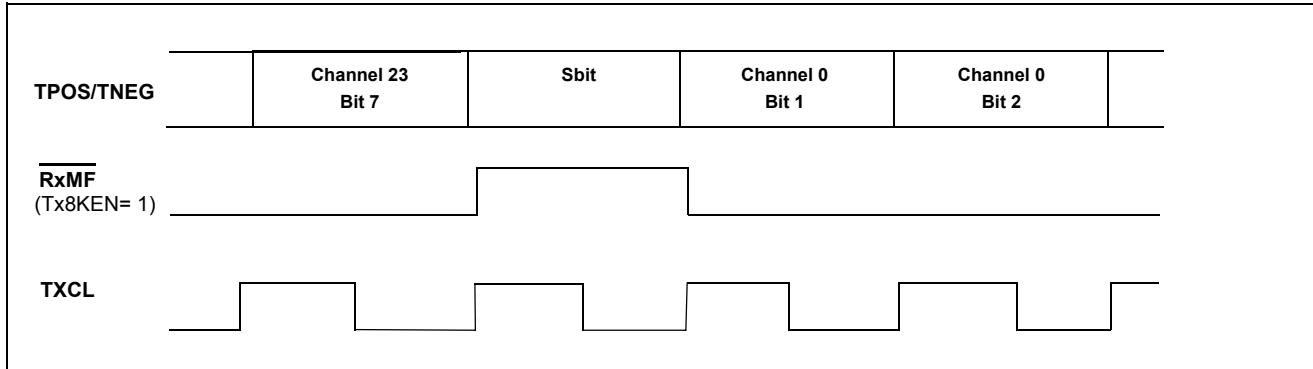 TPOS/TNEG
Channel 23
Bit 7
Sbit
Channel 0
Bit 1
Channel 0
Bit 2
RxMF
(Tx8KEN= 1)
TXCL